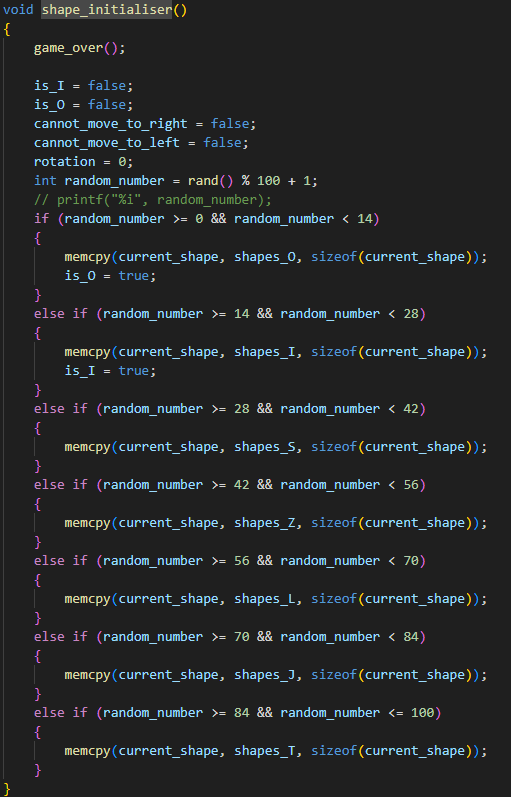 void shape_initialiser()
{
    game_over();

    is_I = false;
    is_O = false;
    cannot_move_to_right = false;
    cannot_move_to_left = false;
    rotation = 0;
    int random_number = rand() % 100 + 1;
    // printf("%i", random_number);
    if (random_number >= 0 && random_number < 14)
    {
        memcpy(current_shape, shapes_O, sizeof(current_shape));
        is_O = true;
    }
    else if (random_number >= 14 && random_number < 28)
    {
        memcpy(current_shape, shapes_I, sizeof(current_shape));
        is_I = true;
    }
    else if (random_number >= 28 && random_number < 42)
    {
        memcpy(current_shape, shapes_S, sizeof(current_shape));
    }
    else if (random_number >= 42 && random_number < 56)
    {
        memcpy(current_shape, shapes_Z, sizeof(current_shape));
    }
    else if (random_number >= 56 && random_number < 70)
    {
        memcpy(current_shape, shapes_L, sizeof(current_shape));
    }
    else if (random_number >= 70 && random_number < 84)
    {
        memcpy(current_shape, shapes_J, sizeof(current_shape));
    }
    else if (random_number >= 84 && random_number <= 100)
    {
        memcpy(current_shape, shapes_T, sizeof(current_shape));
    }
}